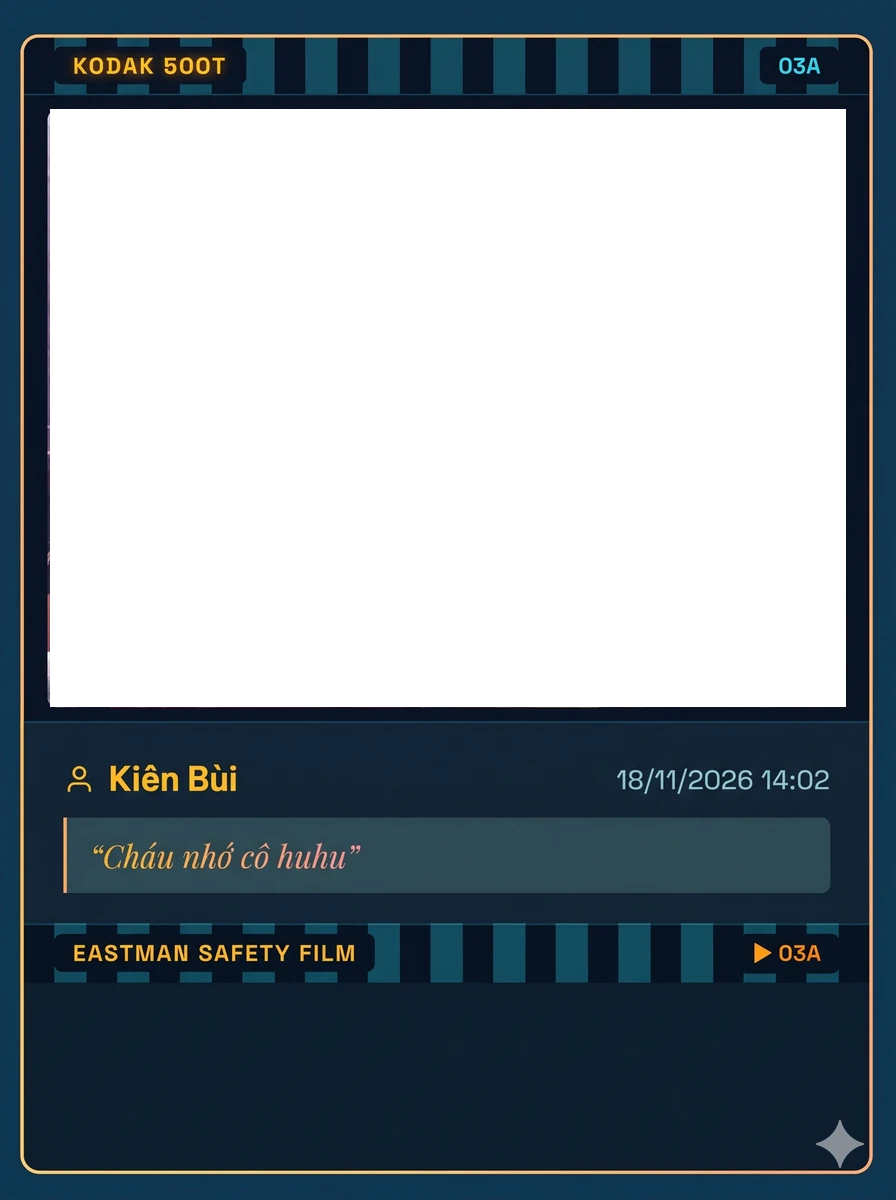 KODAK 500T
03A
Kiên Bùi
18/11/2026 14:02
“Cháu nhớ cô huhu”
EASTMAN SAFETY FILM
▶ 03A